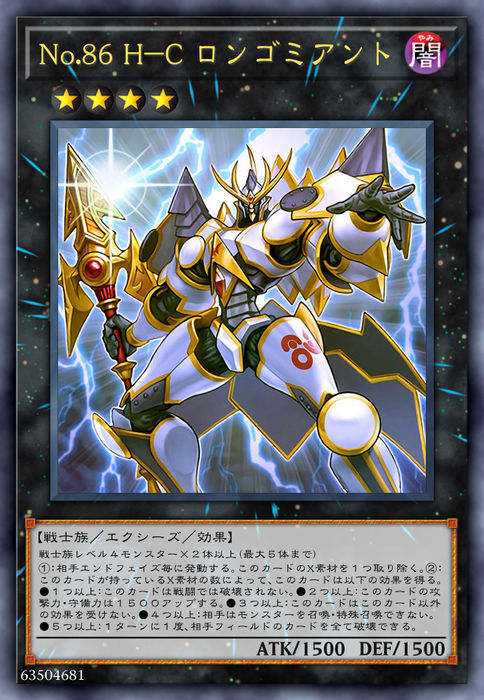 No.86 H-C ロンゴミアント
やみ
闇
【戦士族／エクシーズ／効果】
戦士族レベル４モンスター×２体以上(最大５体まで)
①:相手エンドフェイズ毎に発動する。このカードのX素材を１つ取り除く。②:
このカードが持っているX素材の数によって、このカードは以下の効果を得る。
●１つ以上:このカードは戦闘では破壊されない。●２つ以上:このカードの攻
撃力・守備力は１５００アップする。●３つ以上:このカードはこのカード以外
の効果を受けない。●４つ以上:相手はモンスターを召喚・特殊召喚できない。
●５つ以上:１ターンに１度、相手フィールドのカードを全て破壊できる。
ATK/1500 DEF/1500
63504681